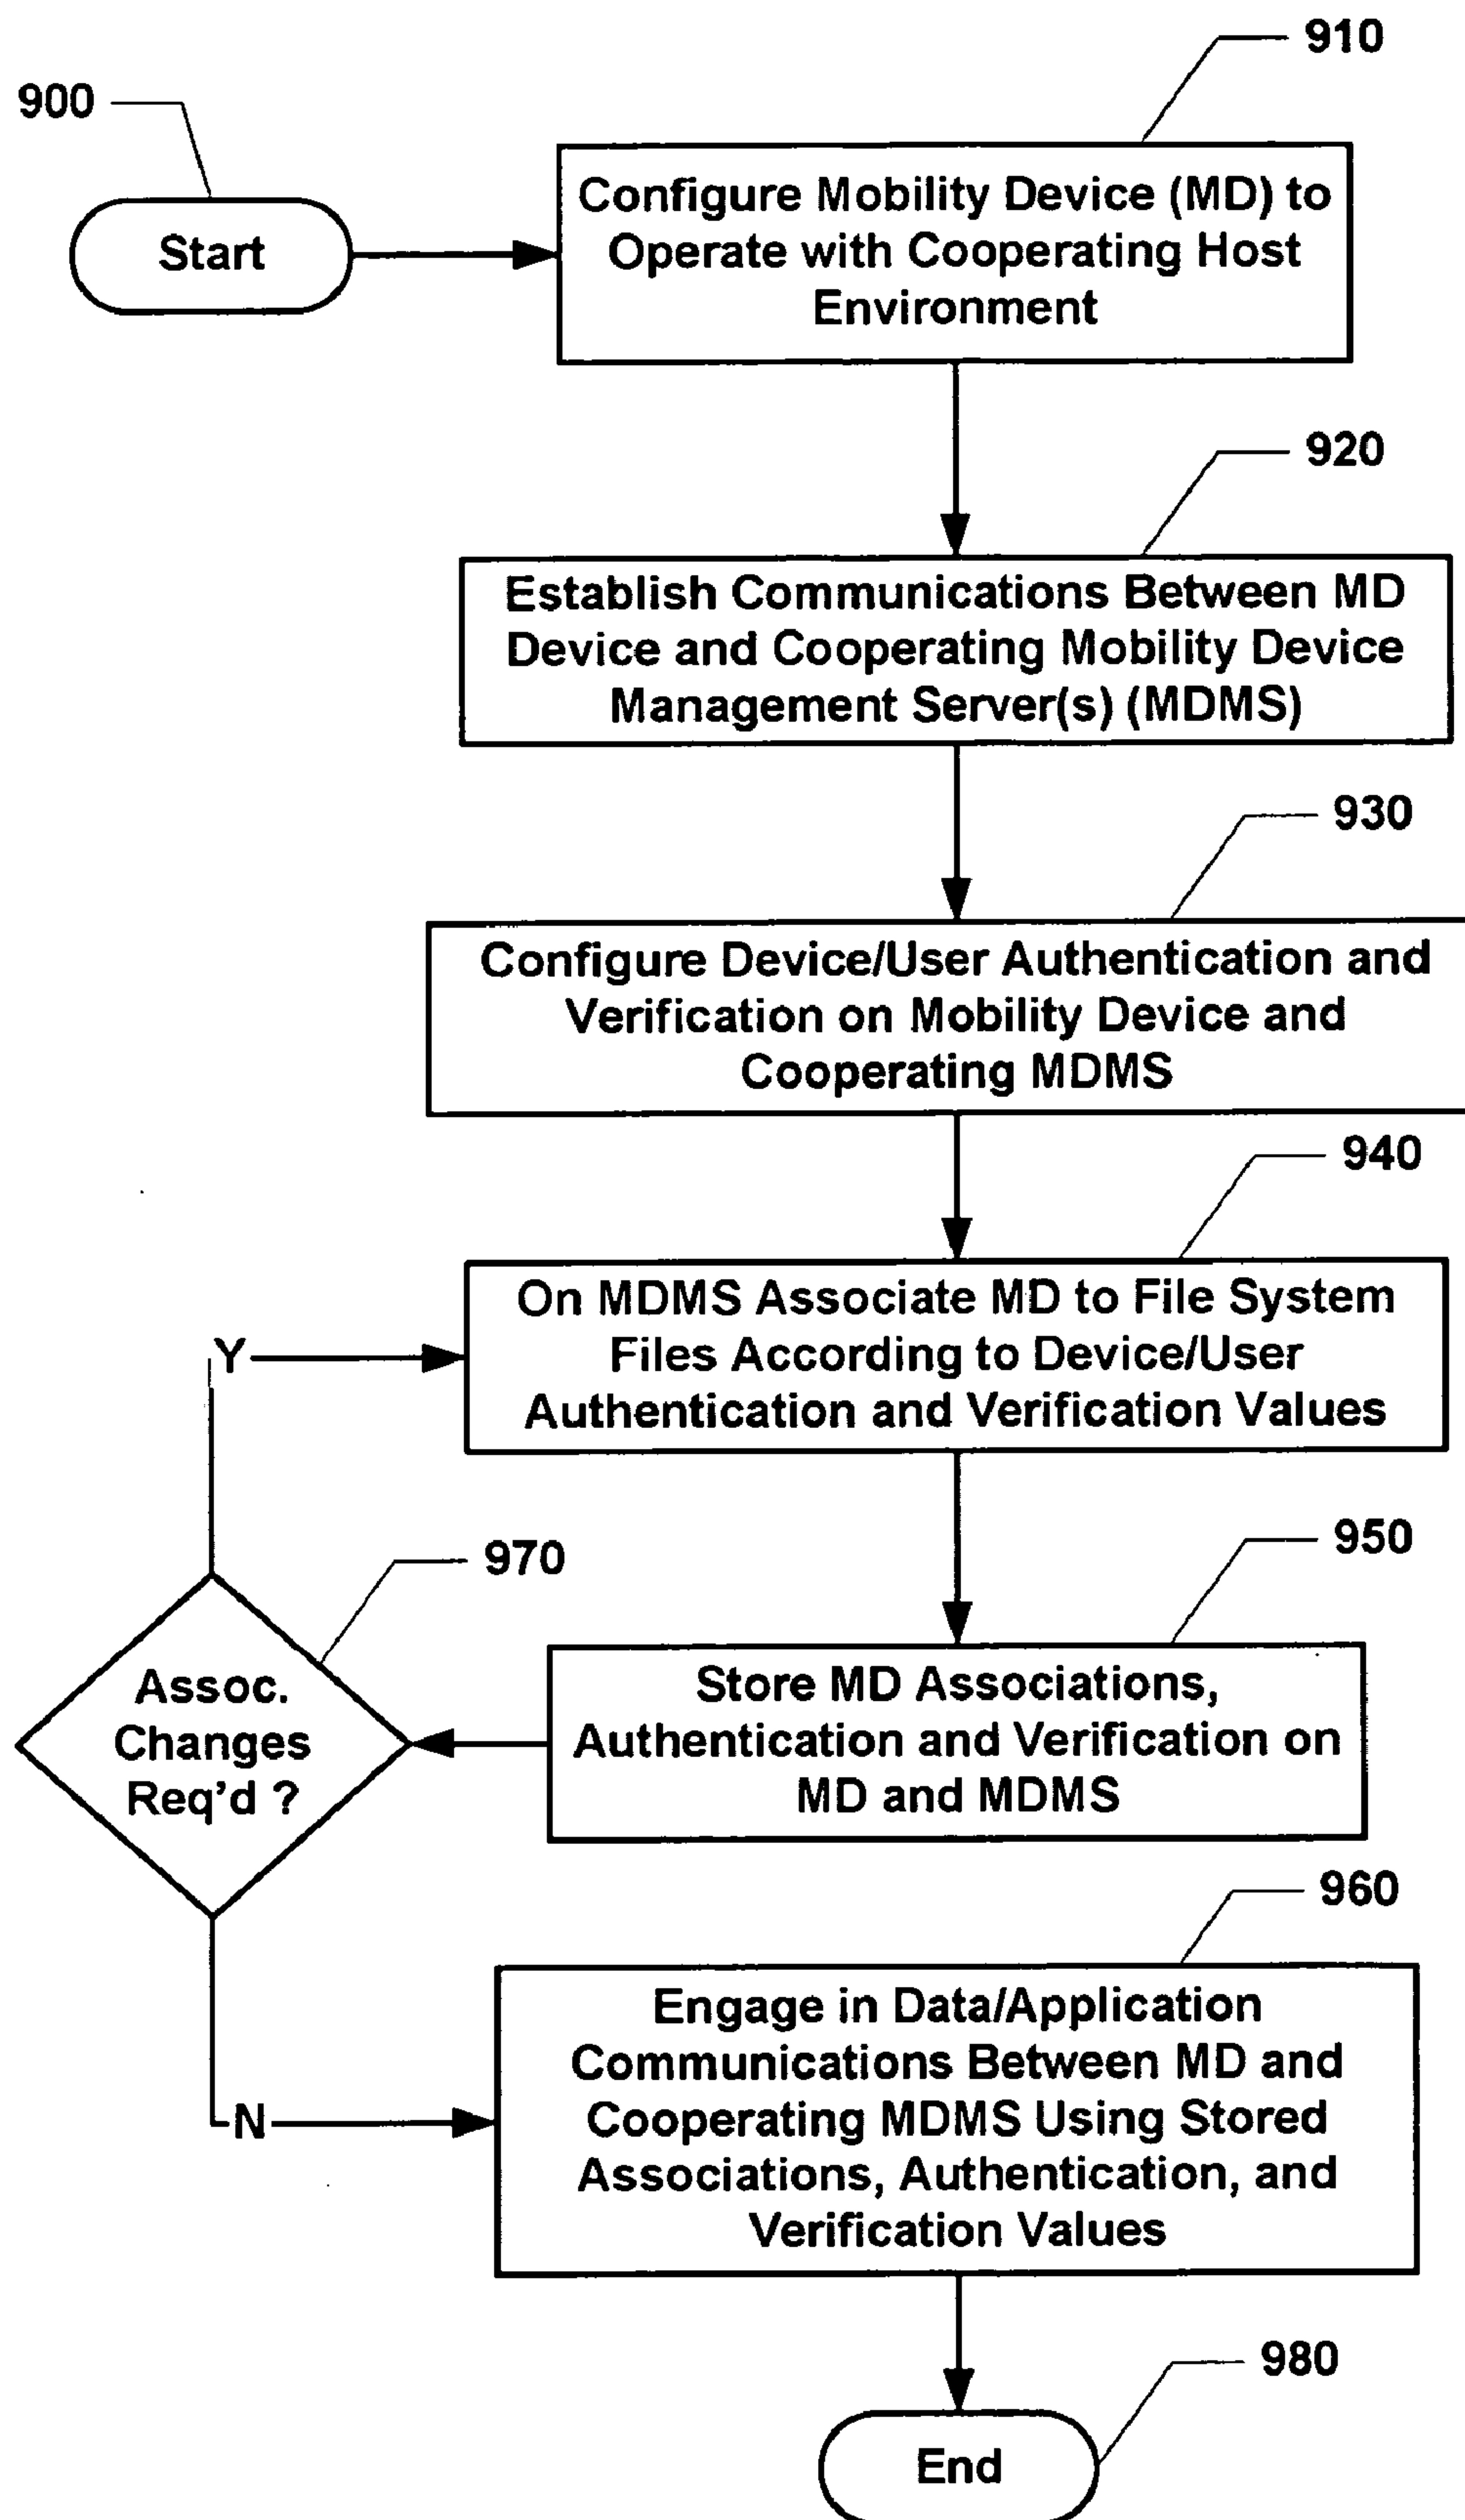 910
900
Start
Configure Mobility Device (MD) to
Operate with Cooperating Host
Environment
920
Establish Communications Between MD
Device and Cooperating Mobility Device
Management Server(s) (MDMS)
930
Configure Device/User Authentication and
Verification on Mobility Device and
Cooperating MDMS
940
On MDMS Associate MD to File System
Files According to Device/User
Authentication and Verification Values
Y
950
970
Assoc.
Changes
Req'd ?
Store MD Associations,
Authentication and Verification on
MD and MDMS
960
N
Engage in Data/Application
Communications Between MD and
Cooperating MDMS Using Stored
Associations, Authentication, and
Verification Values
980
End